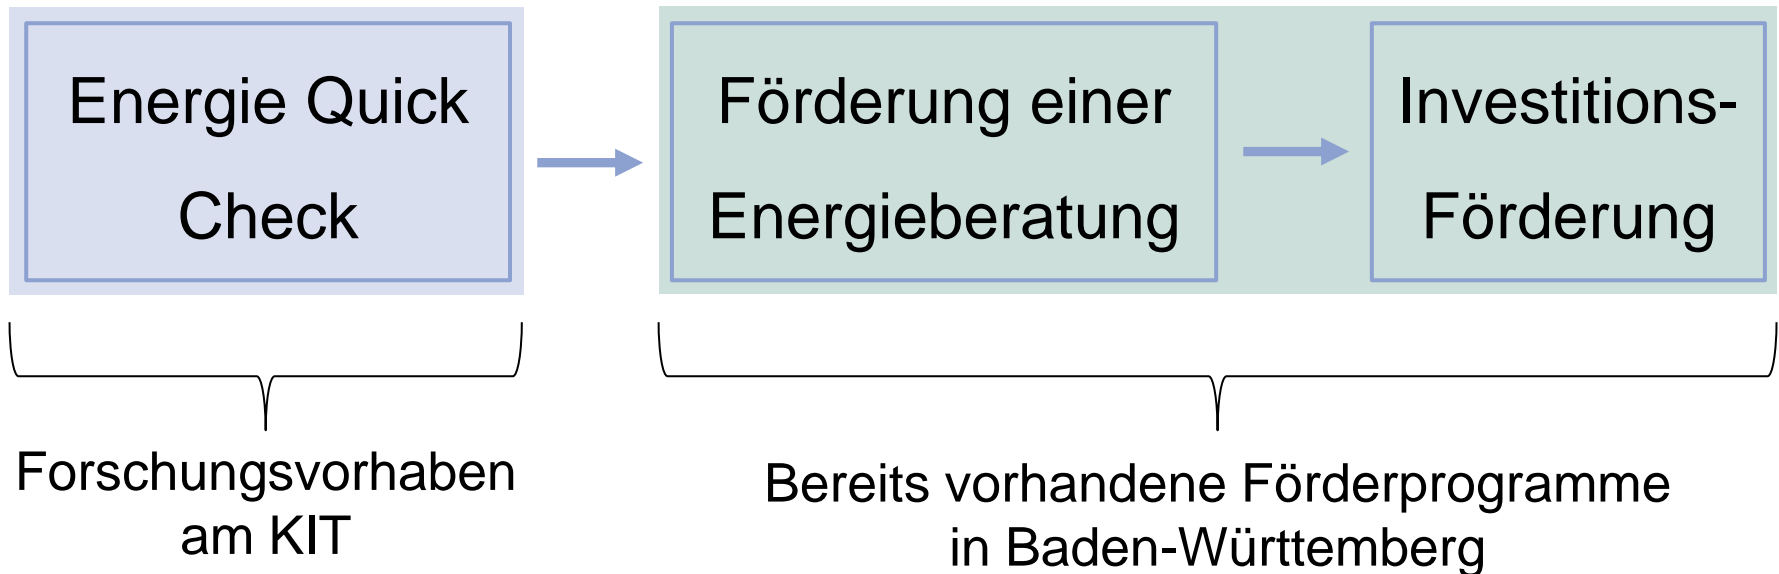 Energie Quick
Check
Förderung einer
Energieberatung
Investitions-
Förderung
Forschungsvorhaben
am KIT
Bereits vorhandene Förderprogramme
in Baden-Württemberg